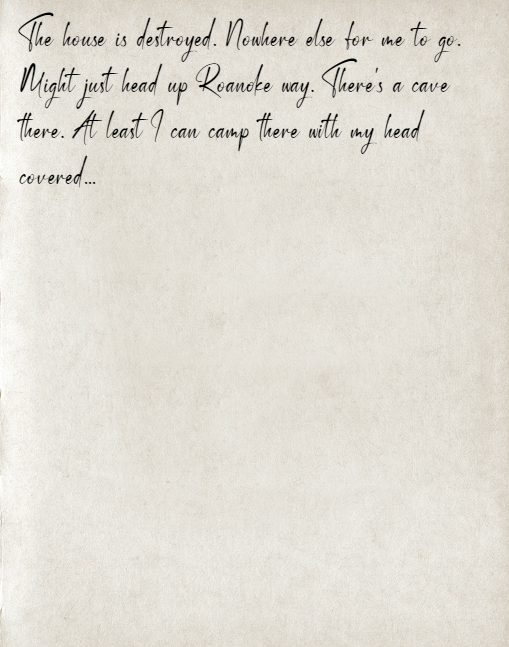 The house is destroyed. Nowhere else for me to go.
Might just head up Roanoke way. There's a cave
there. At least I can camp there with my head
covered...